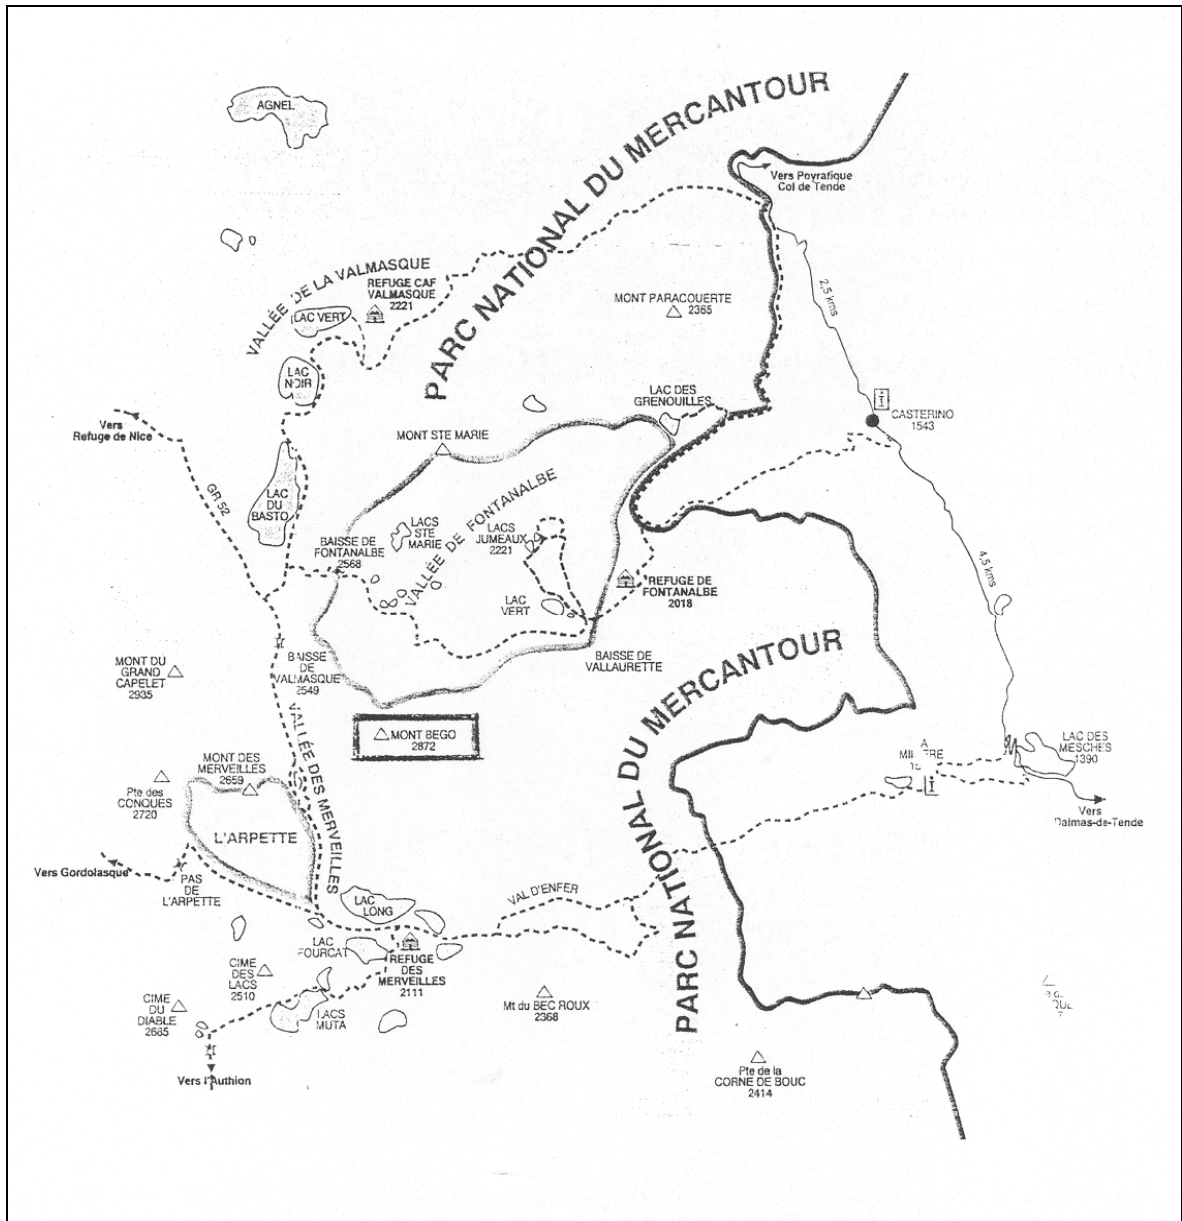 AGNEL
PARC NATIONAL DU MERCANTOUR
Vers Peyrafique
Col de Tende
VALLÉE DE LA VALMASQUE
REFUGE CAF
VALMASQUE
2221
LAC VERT
MONT PARACOUERTE
2365
2,5 kms
LAC
NOIR
LAC DES
GRENOUILLES
CASTERINO
1543
Vers
Refuge de Nice
MONT STE MARIE
GR 52
LAC
DU
BASTO
VALLÉE DE FONTANALBE
LACS
STE
MARIE
LACS
JUMEAUX
2221
BAISSE DE
FONTANALBE
2568
4,5 kms
REFUGE DE
FONTANALBE
2018
LAC
VERT
BAISSE DE
VALLAURETTE
BAISSE
DE
VALMASQUE
2549
MONT DU
GRAND
CAPELET
2935
PARC NATIONAL DU MERCANTOUR
MONT BEGO
2872
VALLÉE DES MERVEILLES
MONT DES
MERVEILLES
2659
LAC DES
MESCHES
1390
Pte des
CONQUES
2720
L'ARPETTE
Vers
Dalmas-de-Tende
Vers Gordolasque
PAS
DE
L'ARPETTE
VAL D'ENFER
LAC
LONG
LAC
FOURCAT
REFUGE
DES
MERVEILLES
2111
CIME
DES
LACS
2510
CIME
DU
DIABLE
2685
LACS
MUTA
Mt du BEC ROUX
2368
Vers l'Authion
Pte de la
CORNE DE BOUC
2414